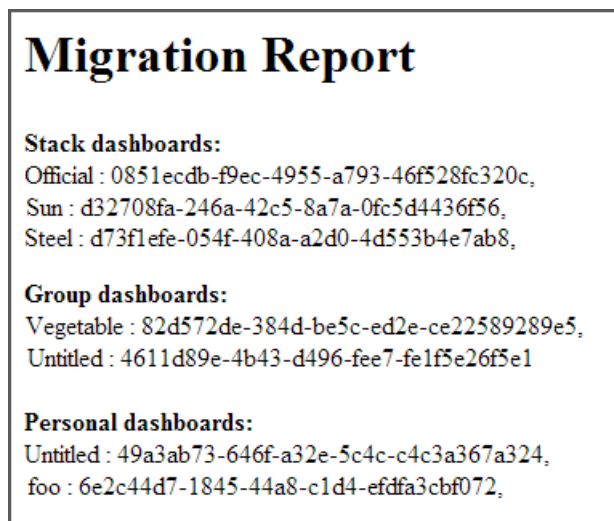 Migration Report
Stack dashboards:
Official : 0851ecdb-f9ec-4955-a793-46f528fc320c,
Sun : d32708fa-246a-42c5-8a7a-0fc5d4436f56,
Steel : d73f1efe-054f-408a-a2d0-4d553b4e7ab8,
Group dashboards:
Vegetable : 82d572de-384d-be5c-ed2e-ce22589289e5,
Untitled : 4611d89e-4b43-d496-fee7-fe1f5e26f5e1
Personal dashboards:
Untitled : 49a3ab73-646f-a32e-5c4c-c4c3a367a324,
foo : 6e2c44d7-1845-44a8-c1d4-efdfa3cbf072,